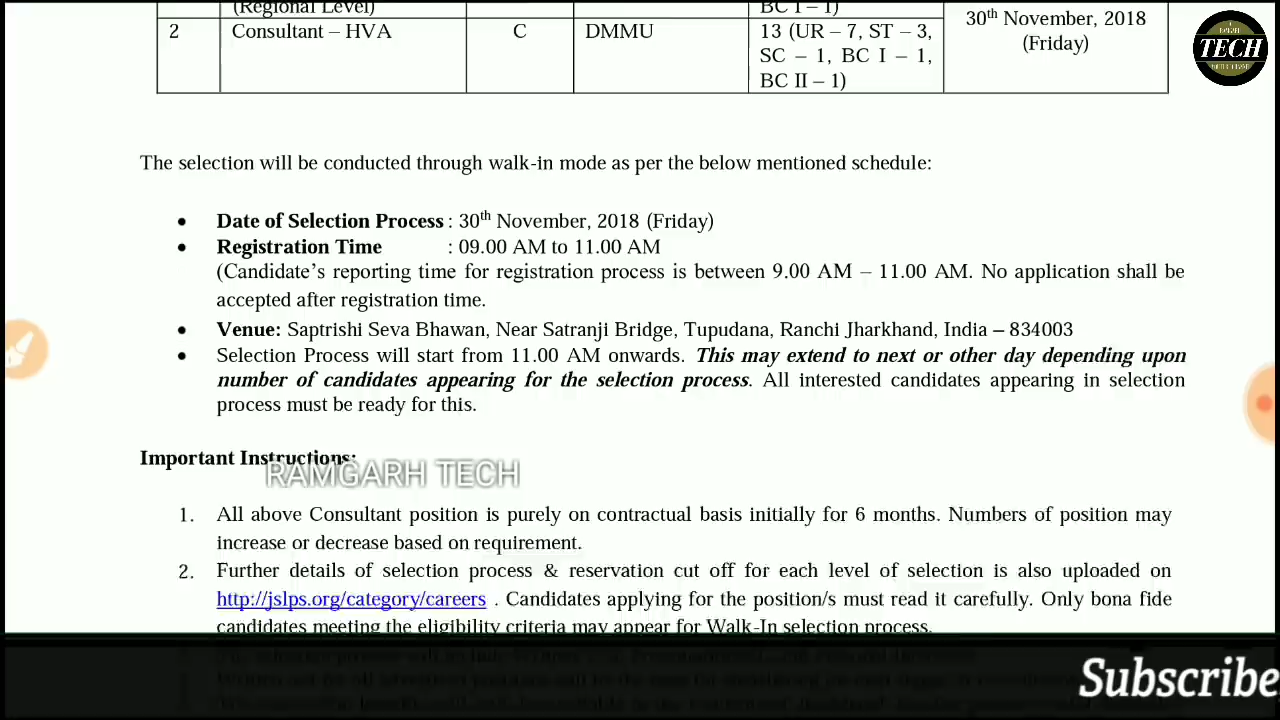 (Regional Level)
BC I – 1)
2 Consultant – HVA C DMMU 13 (UR – 7, ST – 3,
SC – 1, BC I – 1,
BC II – 1)
30th November, 2018
(Friday)
TECH
The selection will be conducted through walk-in mode as per the below mentioned schedule:
• Date of Selection Process : 30th November, 2018 (Friday)
• Registration Time : 09.00 AM to 11.00 AM
(Candidate’s reporting time for registration process is between 9.00 AM – 11.00 AM. No application shall be
accepted after registration time.
• Venue: Saptrishi Seva Bhawan, Near Satranji Bridge, Tupudana, Ranchi Jharkhand, India – 834003
• Selection Process will start from 11.00 AM onwards. This may extend to next or other day depending upon
number of candidates appearing for the selection process. All interested candidates appearing in selection
process must be ready for this.
Important Instructions:
RAMGARH TECH
1. All above Consultant position is purely on contractual basis initially for 6 months. Numbers of position may
increase or decrease based on requirement.
2. Further details of selection process & reservation cut off for each level of selection is also uploaded on
http://jslps.org/category/careers . Candidates applying for the position/s must read it carefully. Only bona fide
candidates meeting the eligibility criteria may appear for Walk-In selection process.
Subscribe